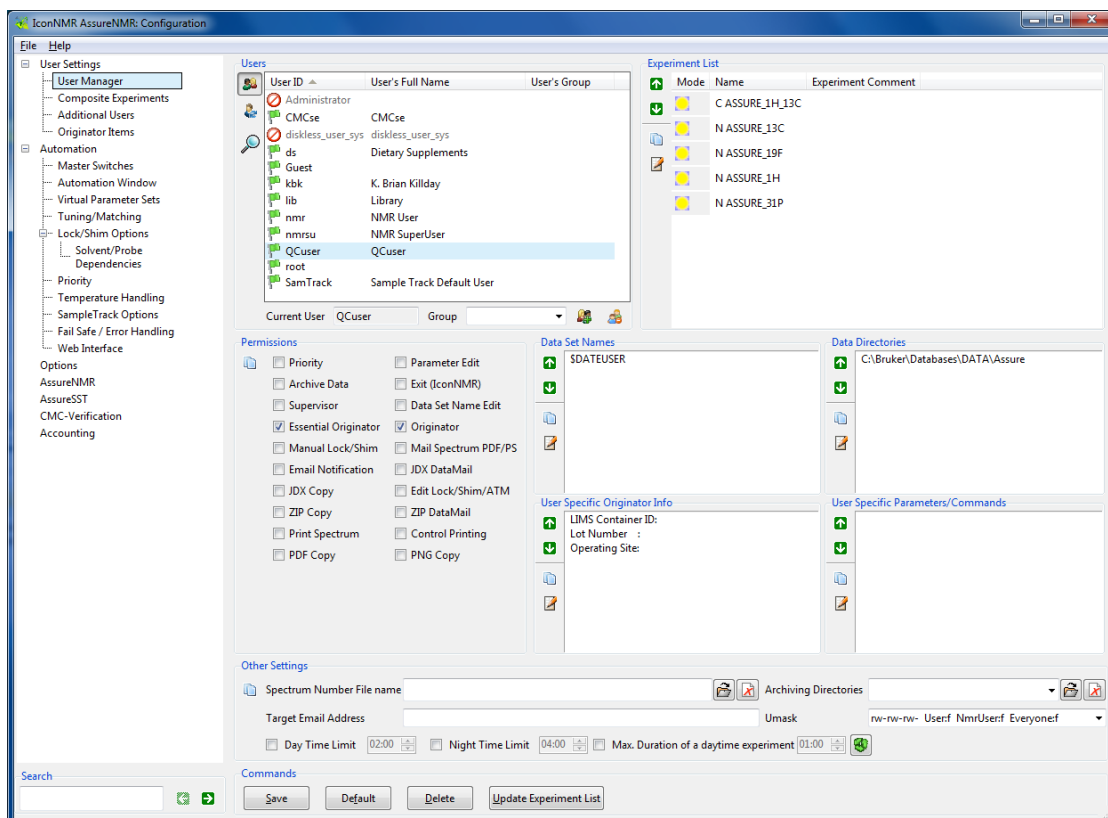 IconNMR AssureNMR: Configuration
File Help
User Settings
User Manager
Composite Experiments
Additional Users
Originator Items
Automation
Master Switches
Automation Window
Virtual Parameter Sets
Tuning/Matching
Lock/Shim Options
Solvent/Probe
Dependencies
Priority
Temperature Handling
SampleTrack Options
Fail Safe / Error Handling
Web Interface
Options
AssureNMR
AssureSST
CMC-Verification
Accounting
Search
Users
User ID User's Full Name User's Group
Administrator
CMCse CMCse
diskless_user_sys diskless_user_sys
ds Dietary Supplements
Guest
kbk K. Brian Killday
lib Library
nmr NMR User
nmrsu NMR SuperUser
QCuser QCuser
root
SamTrack Sample Track Default User
Current User QCuser Group
Experiment List
Mode Name Experiment Comment
C ASSURE_1H_13C
N ASSURE_13C
N ASSURE_19F
N ASSURE_1H
N ASSURE_31P
Permissions
Priority Parameter Edit
Archive Data Exit (IconNMR)
Supervisor Data Set Name Edit
Essential Originator Originator
Manual Lock/Shim Mail Spectrum PDF/PS
Email Notification JDX DataMail
JDX Copy Edit Lock/Shim/ATM
ZIP Copy ZIP DataMail
Print Spectrum Control Printing
PDF Copy PNG Copy
Data Set Names
$DATEUSER
Data Directories
C:\Bruker\Databases\DATA\Assure
User Specific Originator Info
LIMS Container ID:
Lot Number :
Operating Site:
User Specific Parameters/Commands
Other Settings
Spectrum Number File name Archiving Directories
Target Email Address Umask rw-rw-rw- User:f NmrUser:f Everyone:f
Day Time Limit 02:00 Night Time Limit 04:00 Max. Duration of a daytime experiment 01:00
Commands
Save Default Delete Update Experiment List